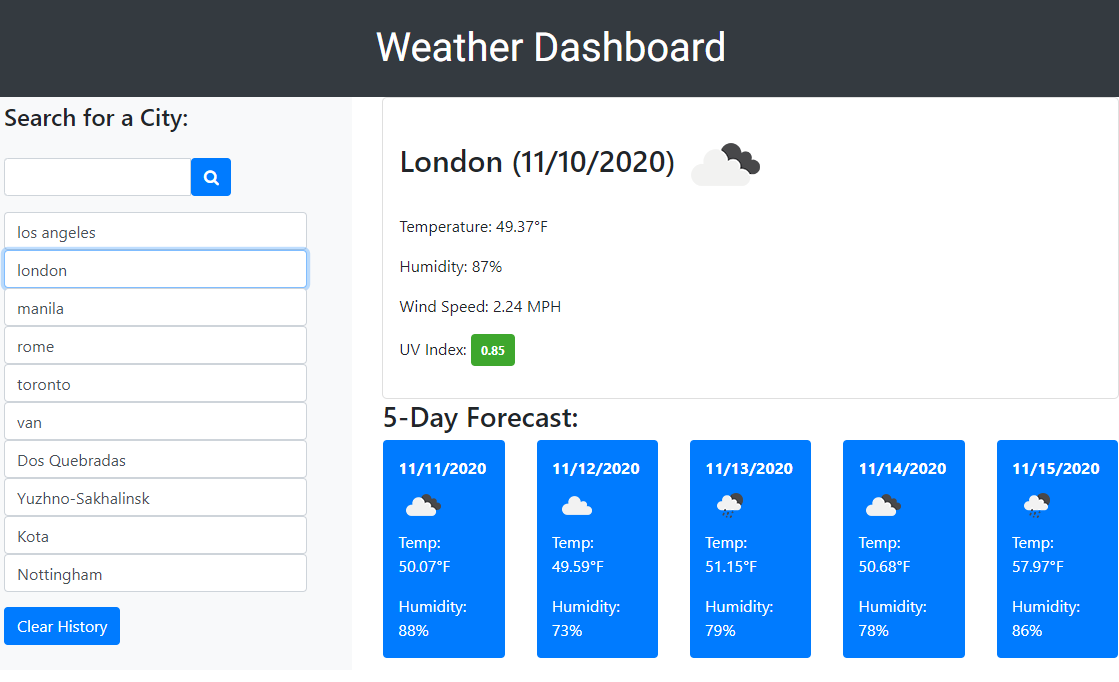 Weather Dashboard
Search for a City:
los angeles
london
manila
rome
toronto
van
Dos Quebradas
Yuzhno-Sakhalinsk
Kota
Nottingham
Clear History
London (11/10/2020)
Temperature: 49.37°F
Humidity: 87%
Wind Speed: 2.24 MPH
UV Index: 0.85
5-Day Forecast:
11/11/2020
Temp:
50.07°F
Humidity:
88%
11/12/2020
Temp:
49.59°F
Humidity:
73%
11/13/2020
Temp:
51.15°F
Humidity:
79%
11/14/2020
Temp:
50.68°F
Humidity:
78%
11/15/2020
Temp:
57.97°F
Humidity:
86%